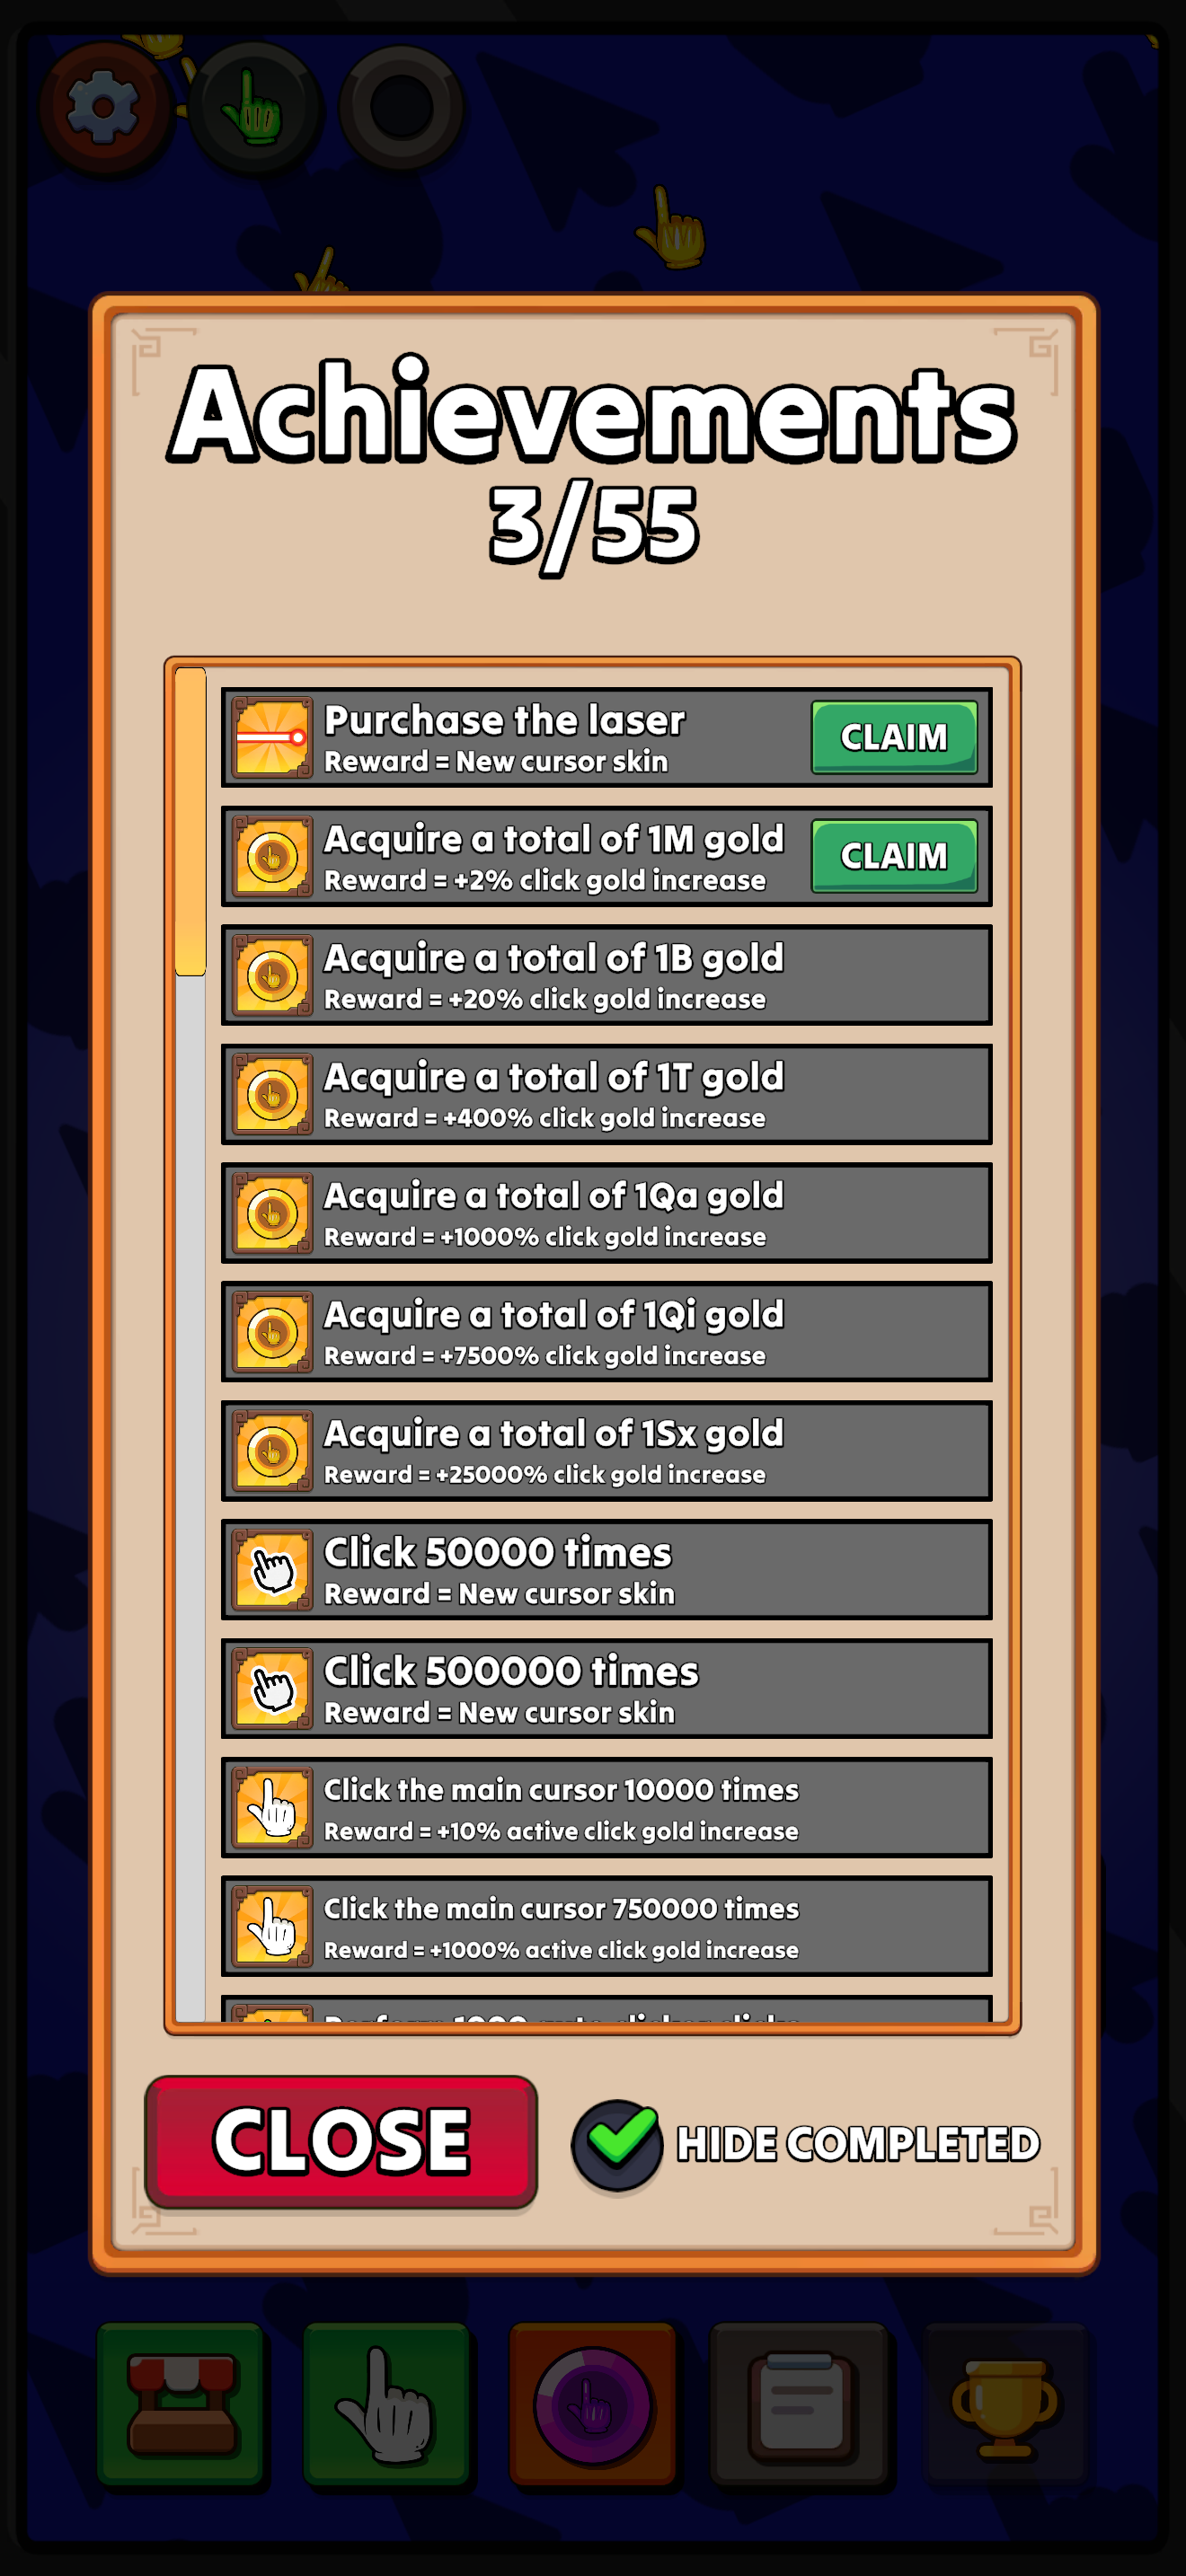 Achievements
3/55
Purchase the laser
Reward = New cursor skin
CLAIM
Acquire a total of 1M gold
Reward = +2% click gold increase
CLAIM
Acquire a total of 1B gold
Reward = +20% click gold increase
Acquire a total of 1T gold
Reward = +400% click gold increase
Acquire a total of 1Qa gold
Reward = +1000% click gold increase
Acquire a total of 1Qi gold
Reward = +7500% click gold increase
Acquire a total of 1Sx gold
Reward = +25000% click gold increase
Click 50000 times
Reward = New cursor skin
Click 500000 times
Reward = New cursor skin
Click the main cursor 10000 times
Reward = +10% active click gold increase
Click the main cursor 750000 times
Reward = +1000% active click gold increase
CLOSE
HIDE COMPLETED